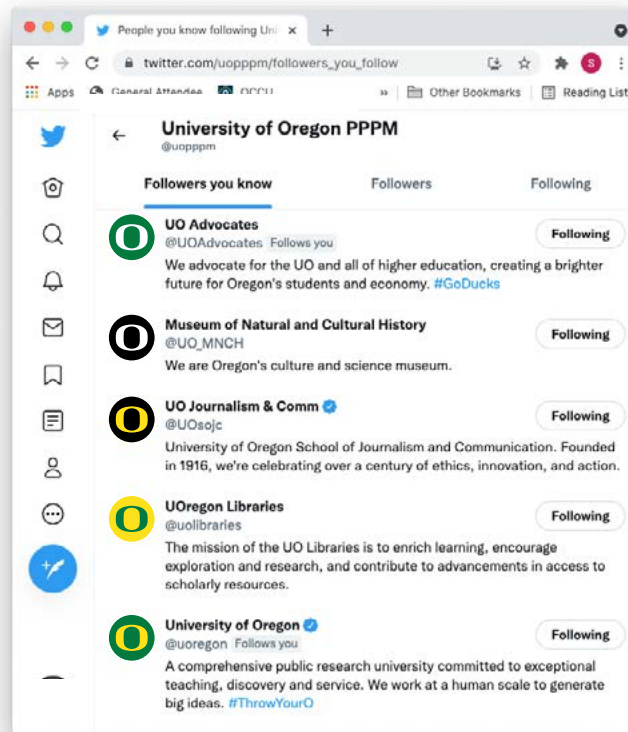 People you know following Uni
twitter.com/uopppm/followers_you_follow
S
Apps
General Attendee
OCCU
»
Other Bookmarks
Reading List
University of Oregon PPPM
@uopppm
Followers you know
Followers
Following
UO Advocates
@UOAdvocates Follows you
Following
We advocate for the UO and all of higher education, creating a brighter
future for Oregon's students and economy. #GoDucks
Museum of Natural and Cultural History
@UO_MNCH
Following
We are Oregon's culture and science museum.
UO Journalism & Comm
@UOsojc
Following
University of Oregon School of Journalism and Communication. Founded
in 1916, we're celebrating over a century of ethics, innovation, and action.
UOregon Libraries
@uolibraries
Following
The mission of the UO Libraries is to enrich learning, encourage
exploration and research, and contribute to advancements in access to
scholarly resources.
University of Oregon
@uoregon Follows you
Following
A comprehensive public research university committed to exceptional
teaching, discovery and service. We work at a human scale to generate
big ideas. #ThrowYourO